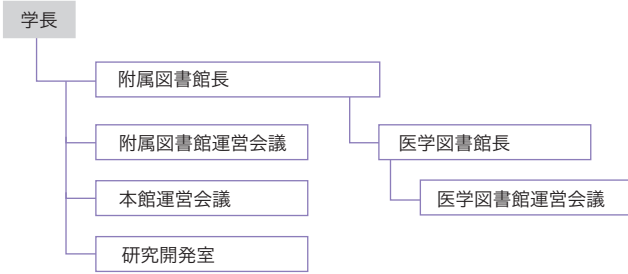 学長
附属図書館長
附属図書館運営会議
医学図書館長
本館運営会議
医学図書館運営会議
研究開発室